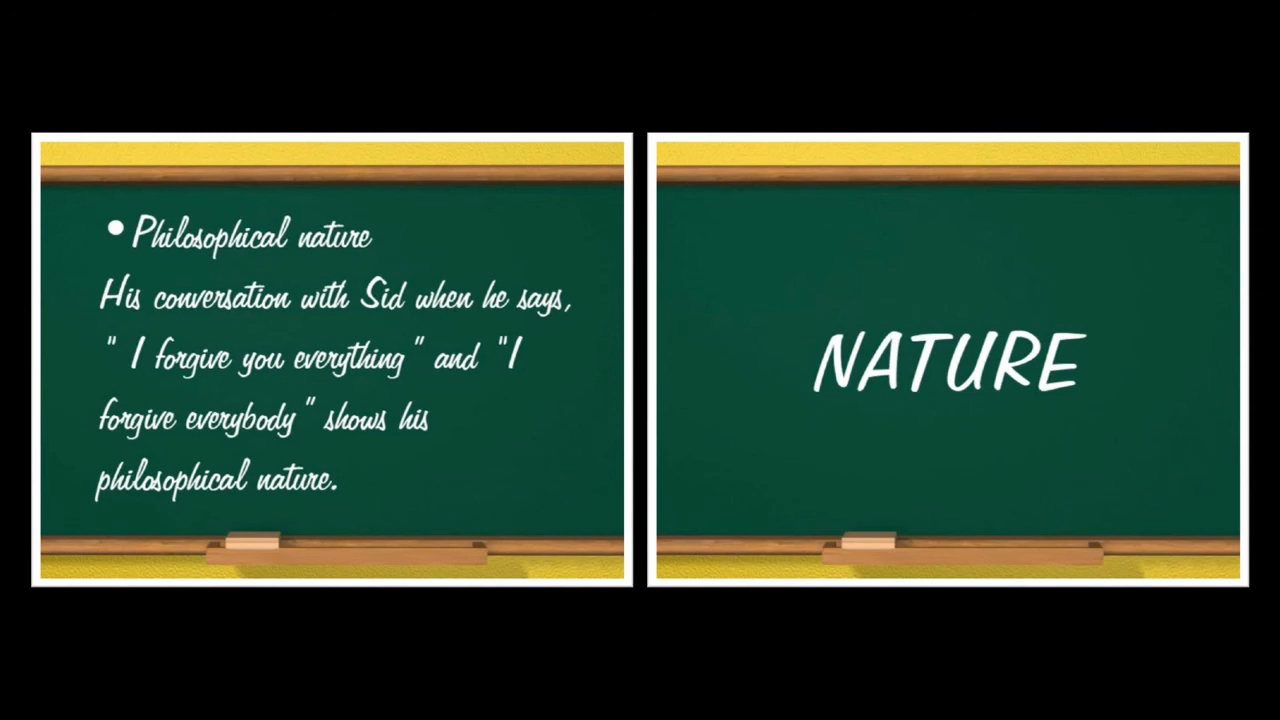 • Philosophical nature
His conversation with Sid when he says,
" I forgive you everything " and "I
forgive everybody " shows his
philosophical nature.
NATURE